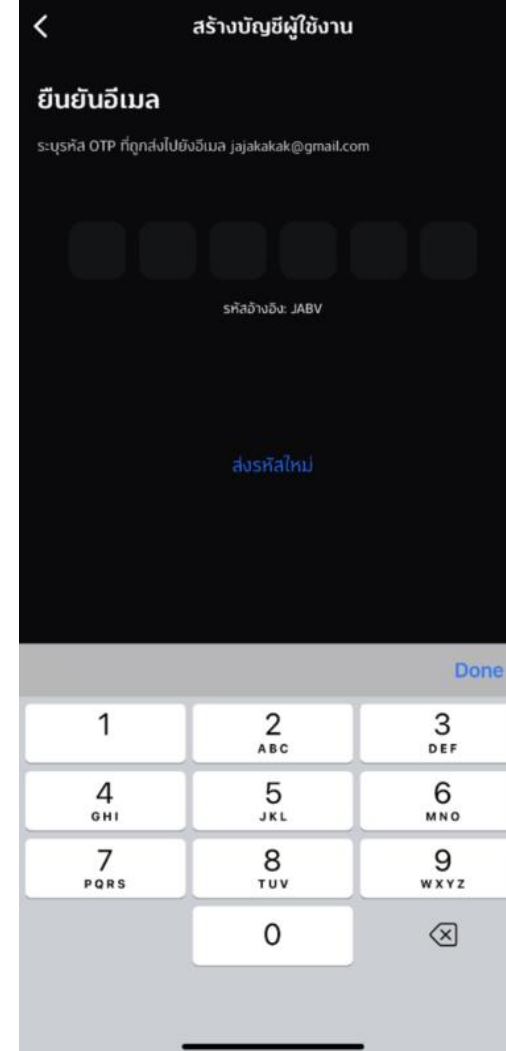 สร้างบัญชีผู้ใช้งาน
ยืนยันอีเมล
ระบุรหัส OTP ที่ถูกส่งไปยังอีเมล jajakakak@gmail.com
รหัสอ้างอิง: JABV
ส่งรหัสใหม่
Done
1
2
ABC
3
DEF
4
GHI
5
JKL
6
MNO
7
PQRS
8
TUV
9
WXYZ
0